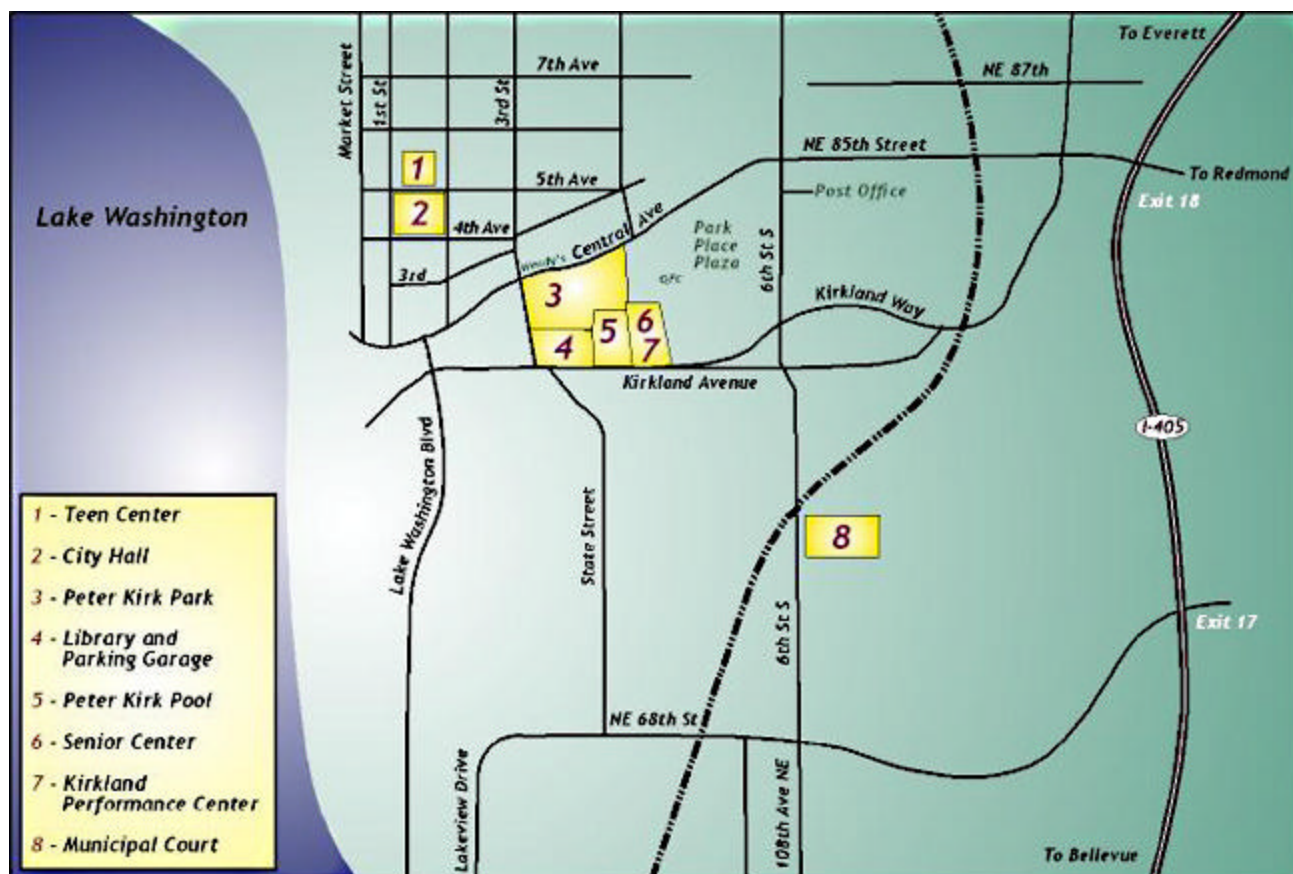 To Everett
7th Ave
NE 87th
Market Street
1st St
3rd St
NE 85th Street
1
5th Ave
Post Office
To Redmond
Exit 18
Lake Washington
2
4th Ave
Wendy's
Central Ave
Park
Place
Plaza
6th St S
3rd
QFC
3
Kirkland Way
6
5
4
7
Kirkland Avenue
I-405
Lake Washington Blvd
State Street
8
1 - Teen Center
2 - City Hall
3 - Peter Kirk Park
4 - Library and
Parking Garage
5 - Peter Kirk Pool
6 - Senior Center
7 - Kirkland
Performance Center
8 - Municipal Court
6th St S
Exit 17
NE 68th St
Lakeview Drive
108th Ave NE
To Bellevue